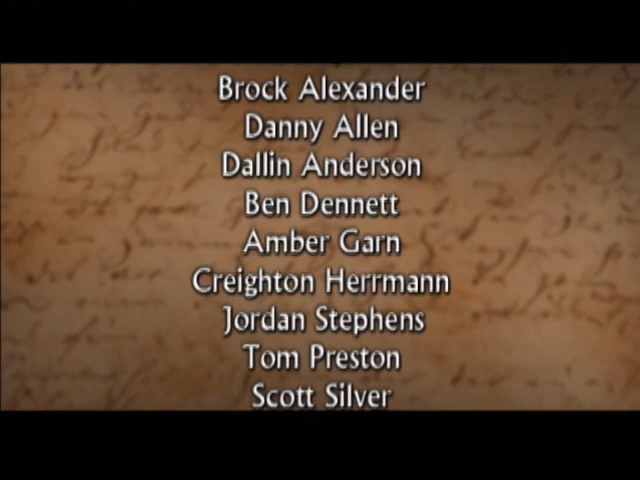 Brock Alexander
Danny Allen
Dallin Anderson
Ben Dennett
Amber Garn
Creighton Herrmann
Jordan Stephens
Tom Preston
Scott Silver